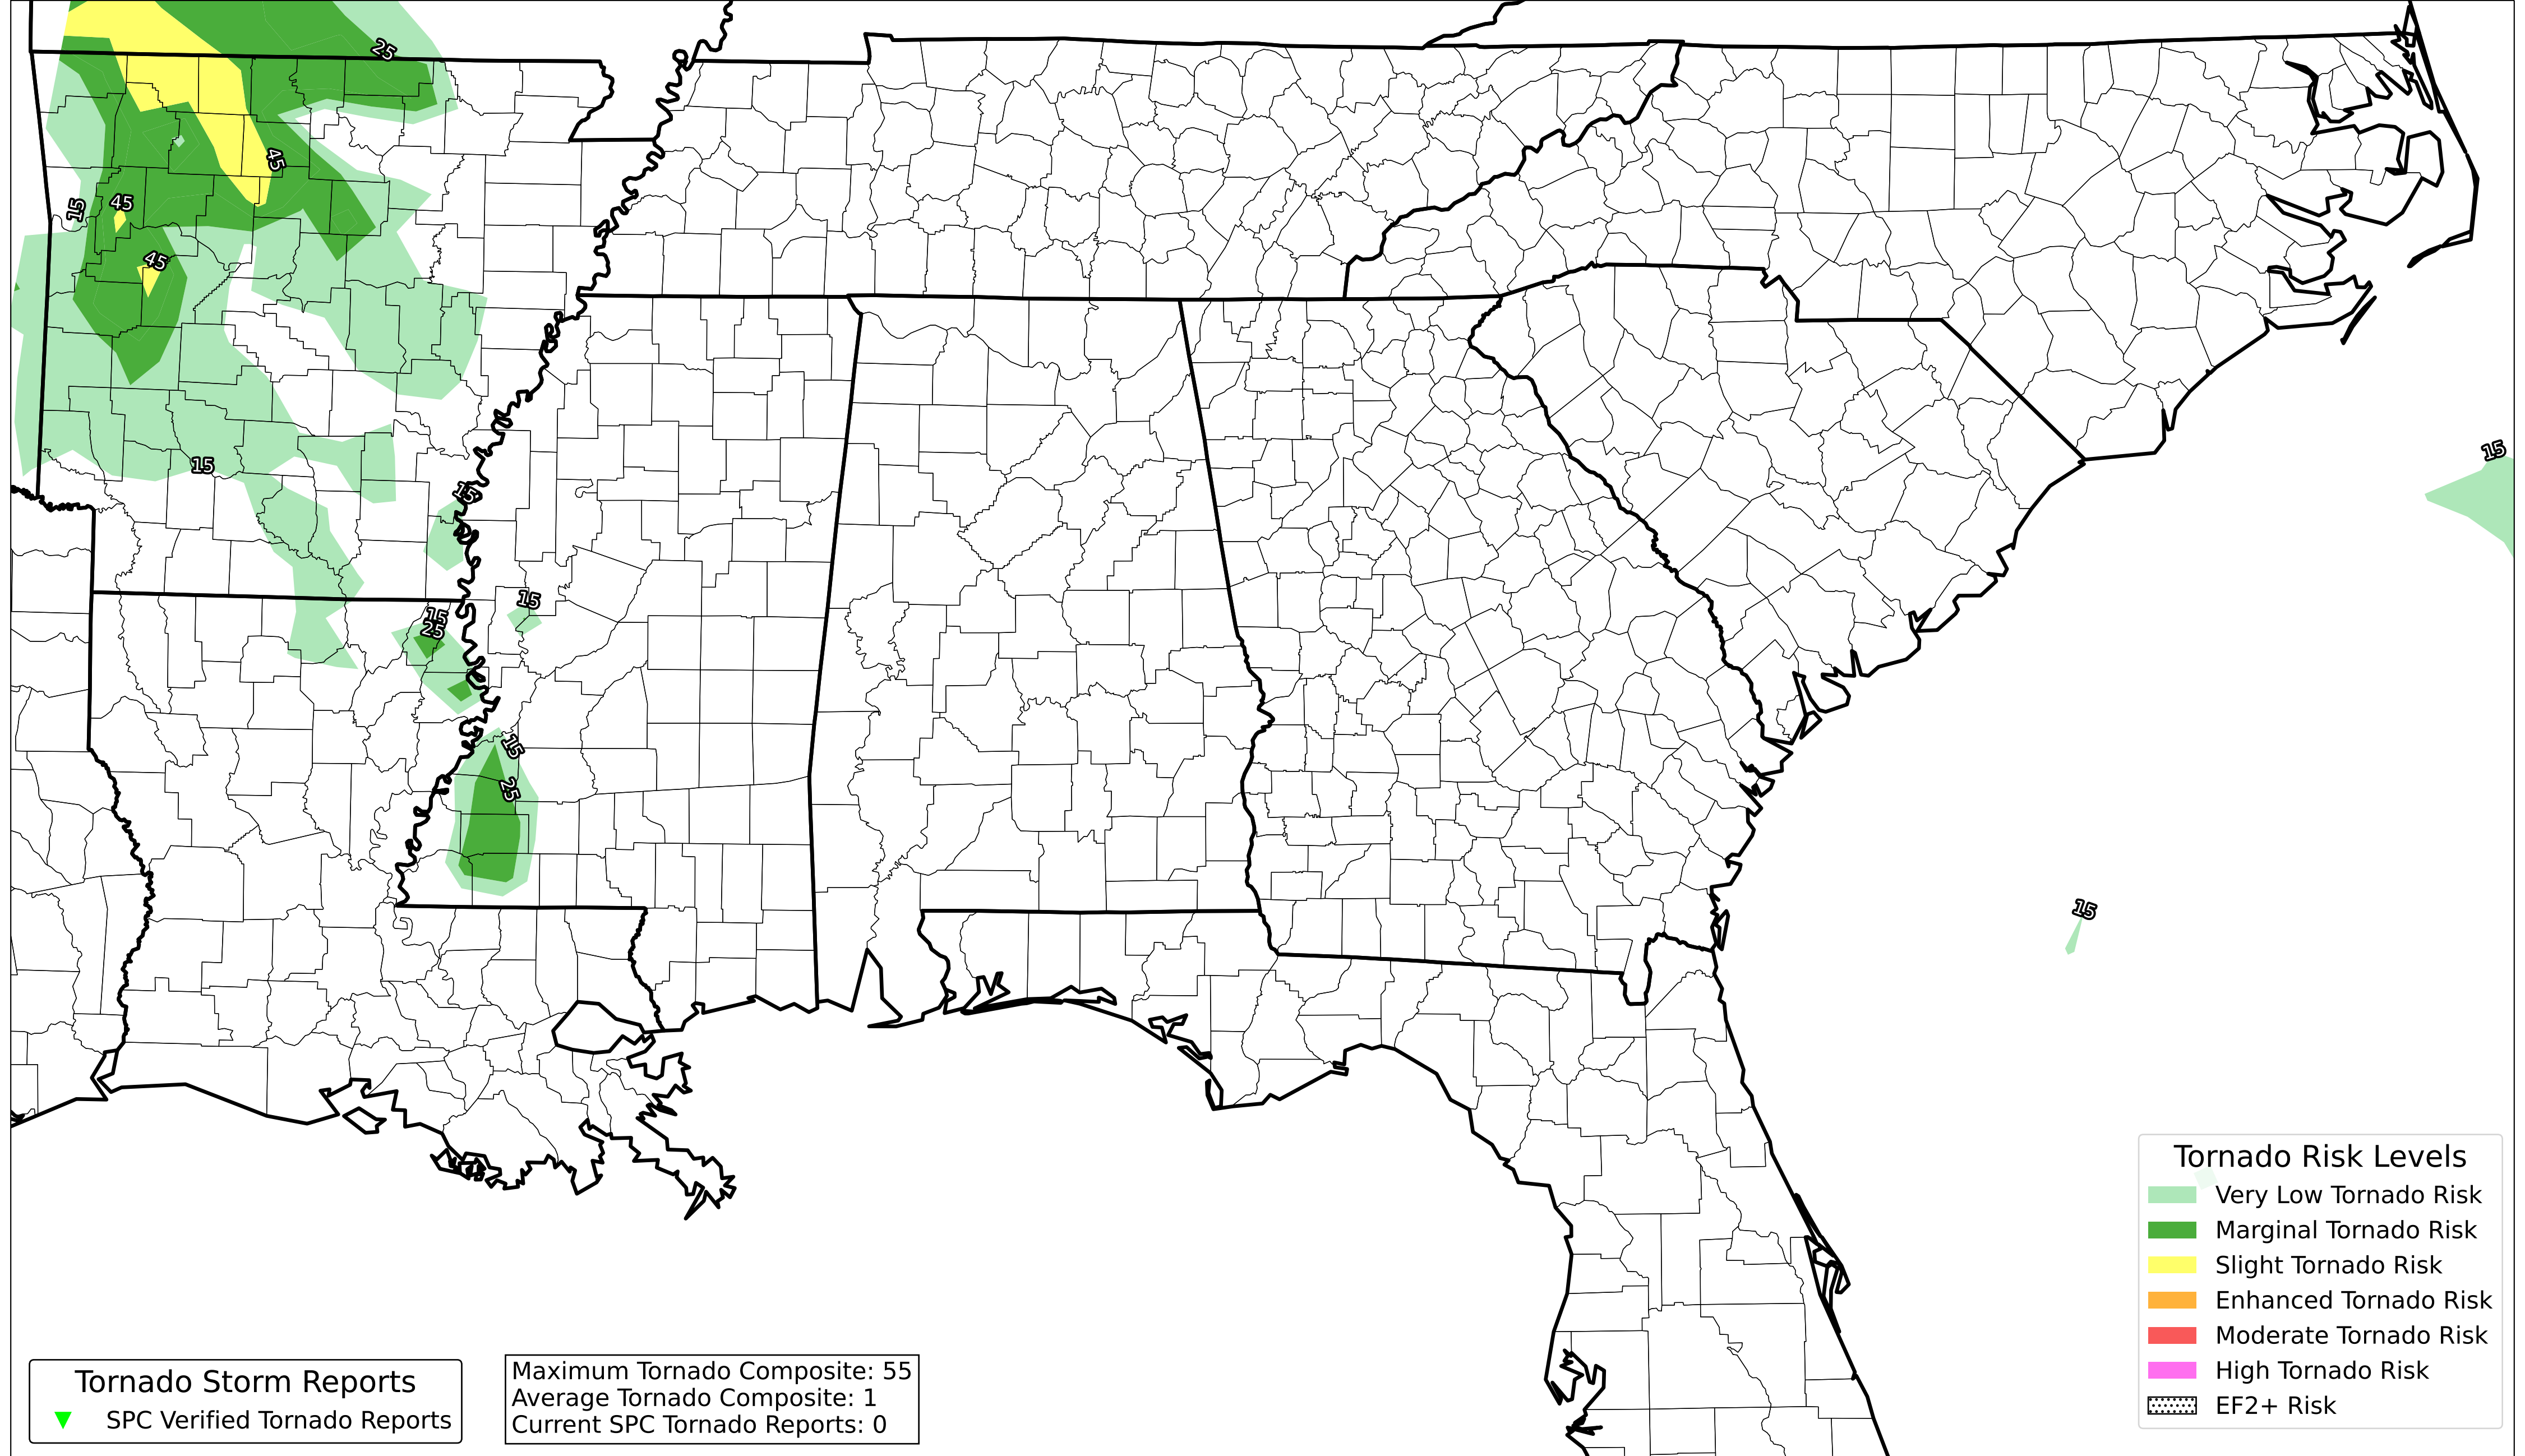 25
45
15
45
45
15
15
15
15
15
25
15
25
15
15
Tornado Risk Levels
Very Low Tornado Risk
Marginal Tornado Risk
Slight Tornado Risk
Enhanced Tornado Risk
Moderate Tornado Risk
High Tornado Risk
EF2+ Risk
Tornado Storm Reports
SPC Verified Tornado Reports
Maximum Tornado Composite: 55
Average Tornado Composite: 1
Current SPC Tornado Reports: 0